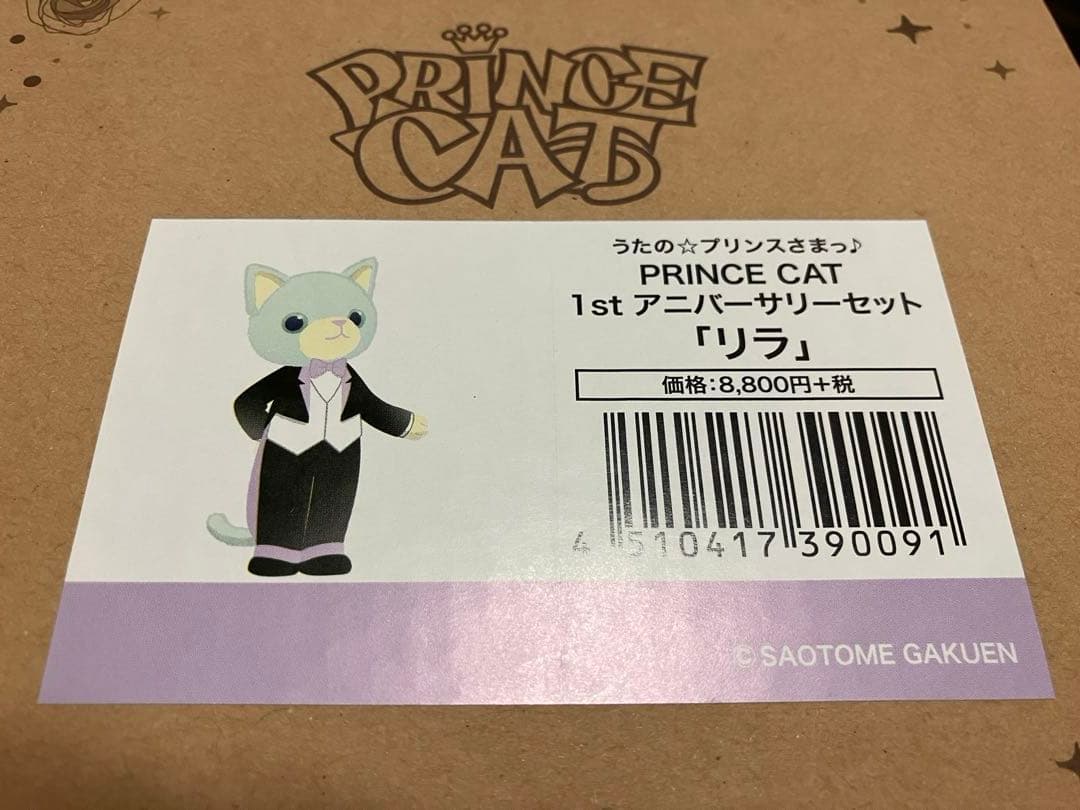 PRINCE
CAT
うたの☆プリンスさまっ♪
PRINCE CAT
1st アニバーサリーセット
「リラ」
価格：8,800円+税
4 510417 390091
© SAOTOME GAKUEN